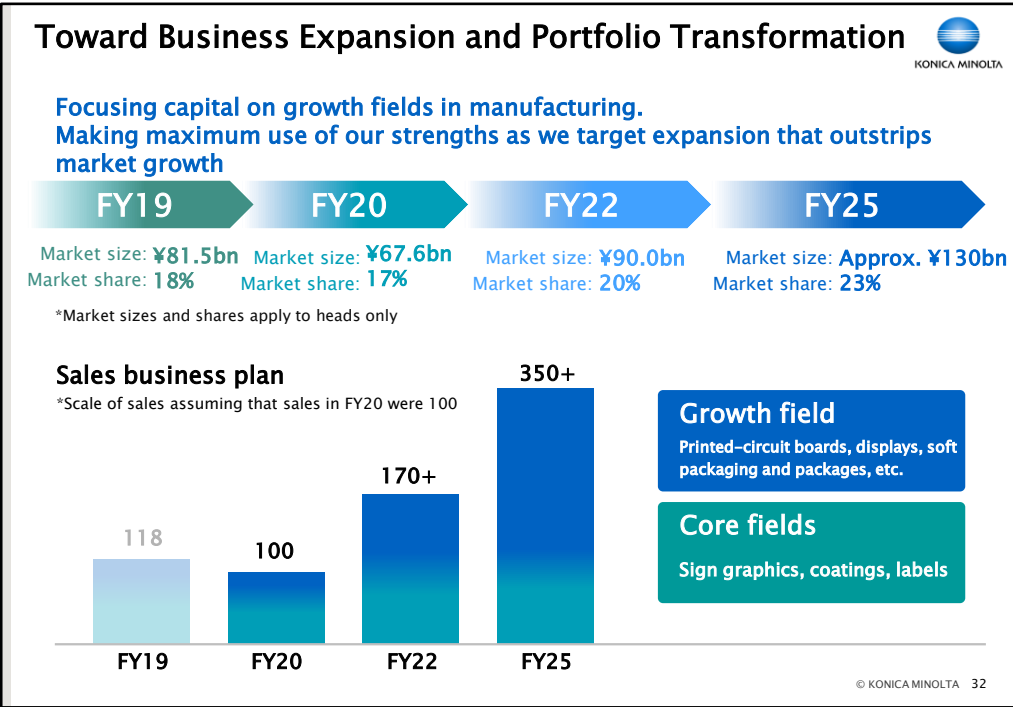 Toward Business Expansion and Portfolio Transformation
KONICA MINOLTA
Focusing capital on growth fields in manufacturing.
Making maximum use of our strengths as we target expansion that outstrips
market growth
FY19
FY20
FY22
FY25
Market size: ¥81.5bn
Market share: 18%
Market size: ¥67.6bn
Market share: 17%
Market size: ¥90.0bn
Market share: 20%
Market size: Approx. ¥130bn
Market share: 23%
*Market sizes and shares apply to heads only
Sales business plan
*Scale of sales assuming that sales in FY20 were 100
118
100
170+
350+
FY19
FY20
FY22
FY25
Growth field
Printed-circuit boards, displays, soft
packaging and packages, etc.
Core fields
Sign graphics, coatings, labels
© KONICA MINOLTA 32